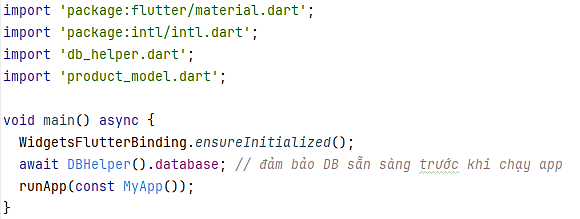 import 'package:flutter/material.dart';
import 'package:intl/intl.dart';
import 'db_helper.dart';
import 'product_model.dart';

void main() async {
  WidgetsFlutterBinding.ensureInitialized();
  await DBHelper().database; // đảm bảo DB sẵn sàng trước khi chạy app
  runApp(const MyApp());
}